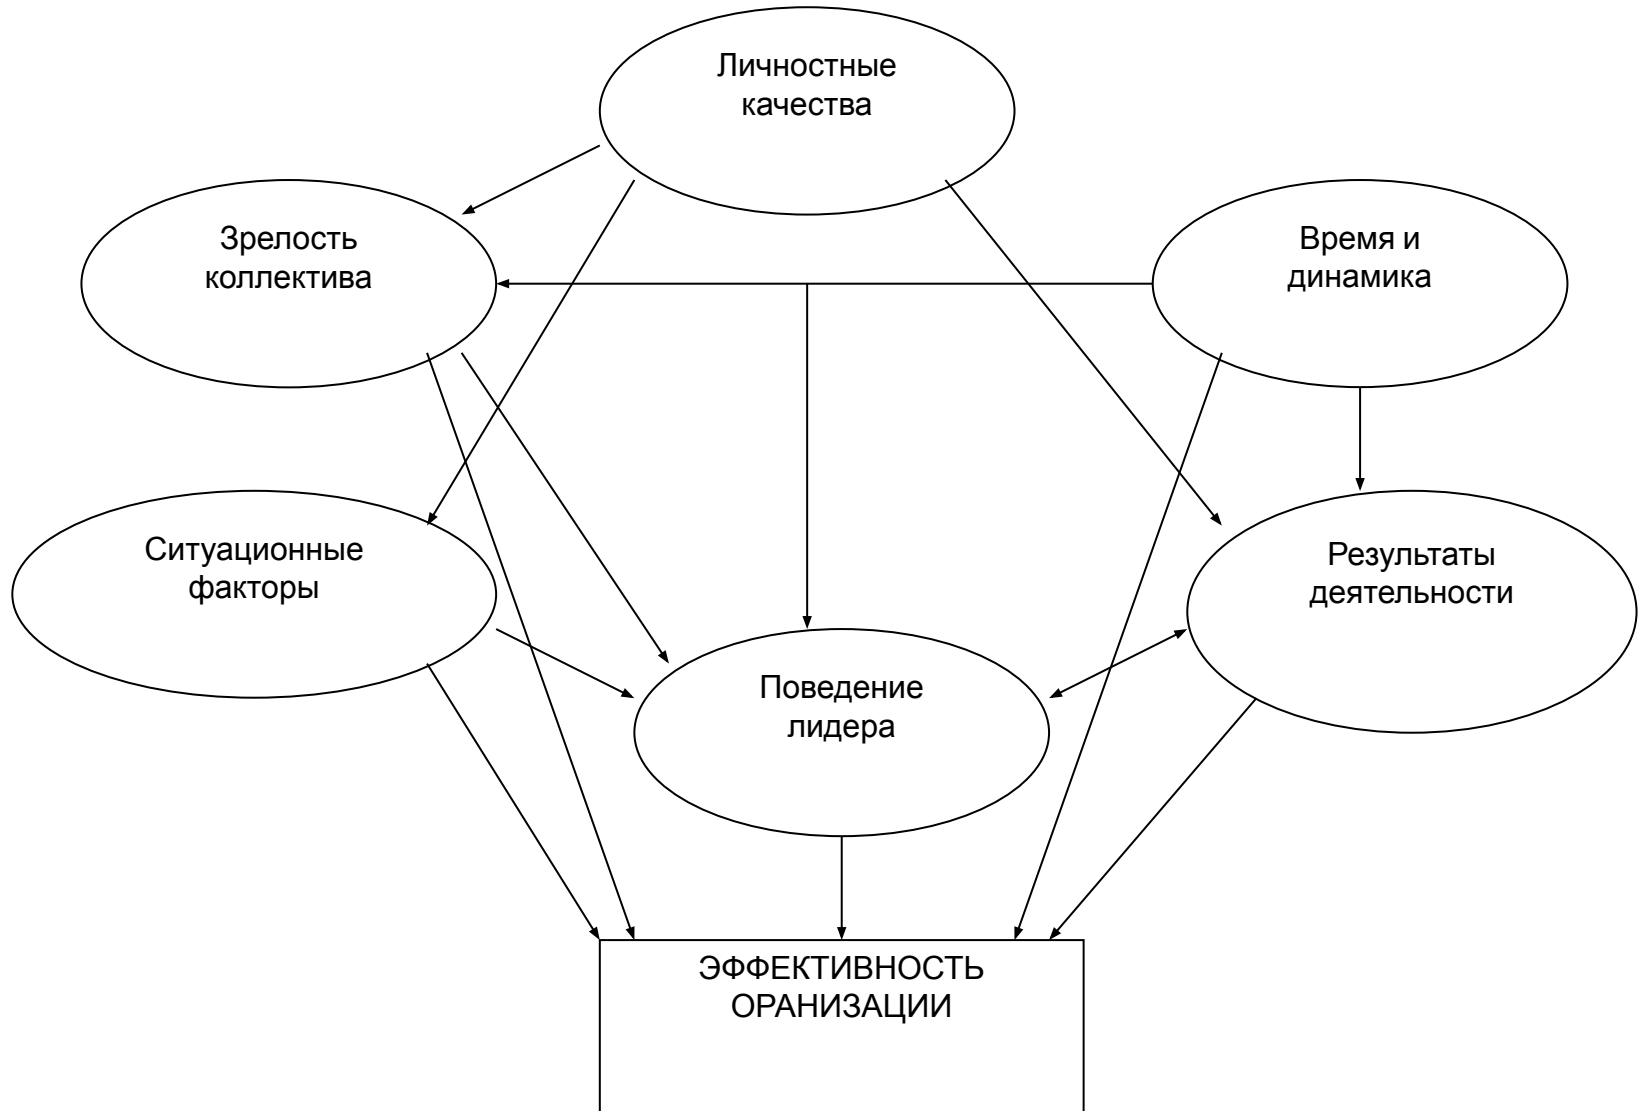 Личностные
качества
Зрелость
коллектива
Время и
динамика
Ситуационные
факторы
Результаты
деятельности
Поведение
лидера
ЭФФЕКТИВНОСТЬ
ОРАНИЗАЦИИ